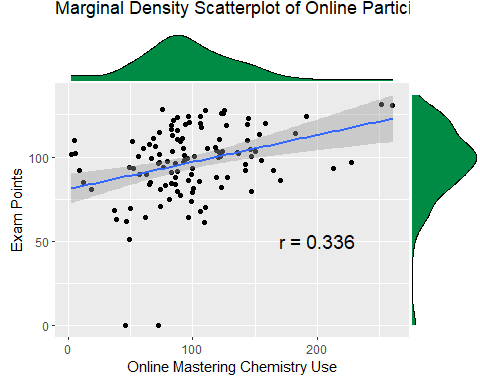 Marginal Density Scatterplot of Online Partici
100
50
0
Exam Points
r = 0.336
0
100
200
Online Mastering Chemistry Use